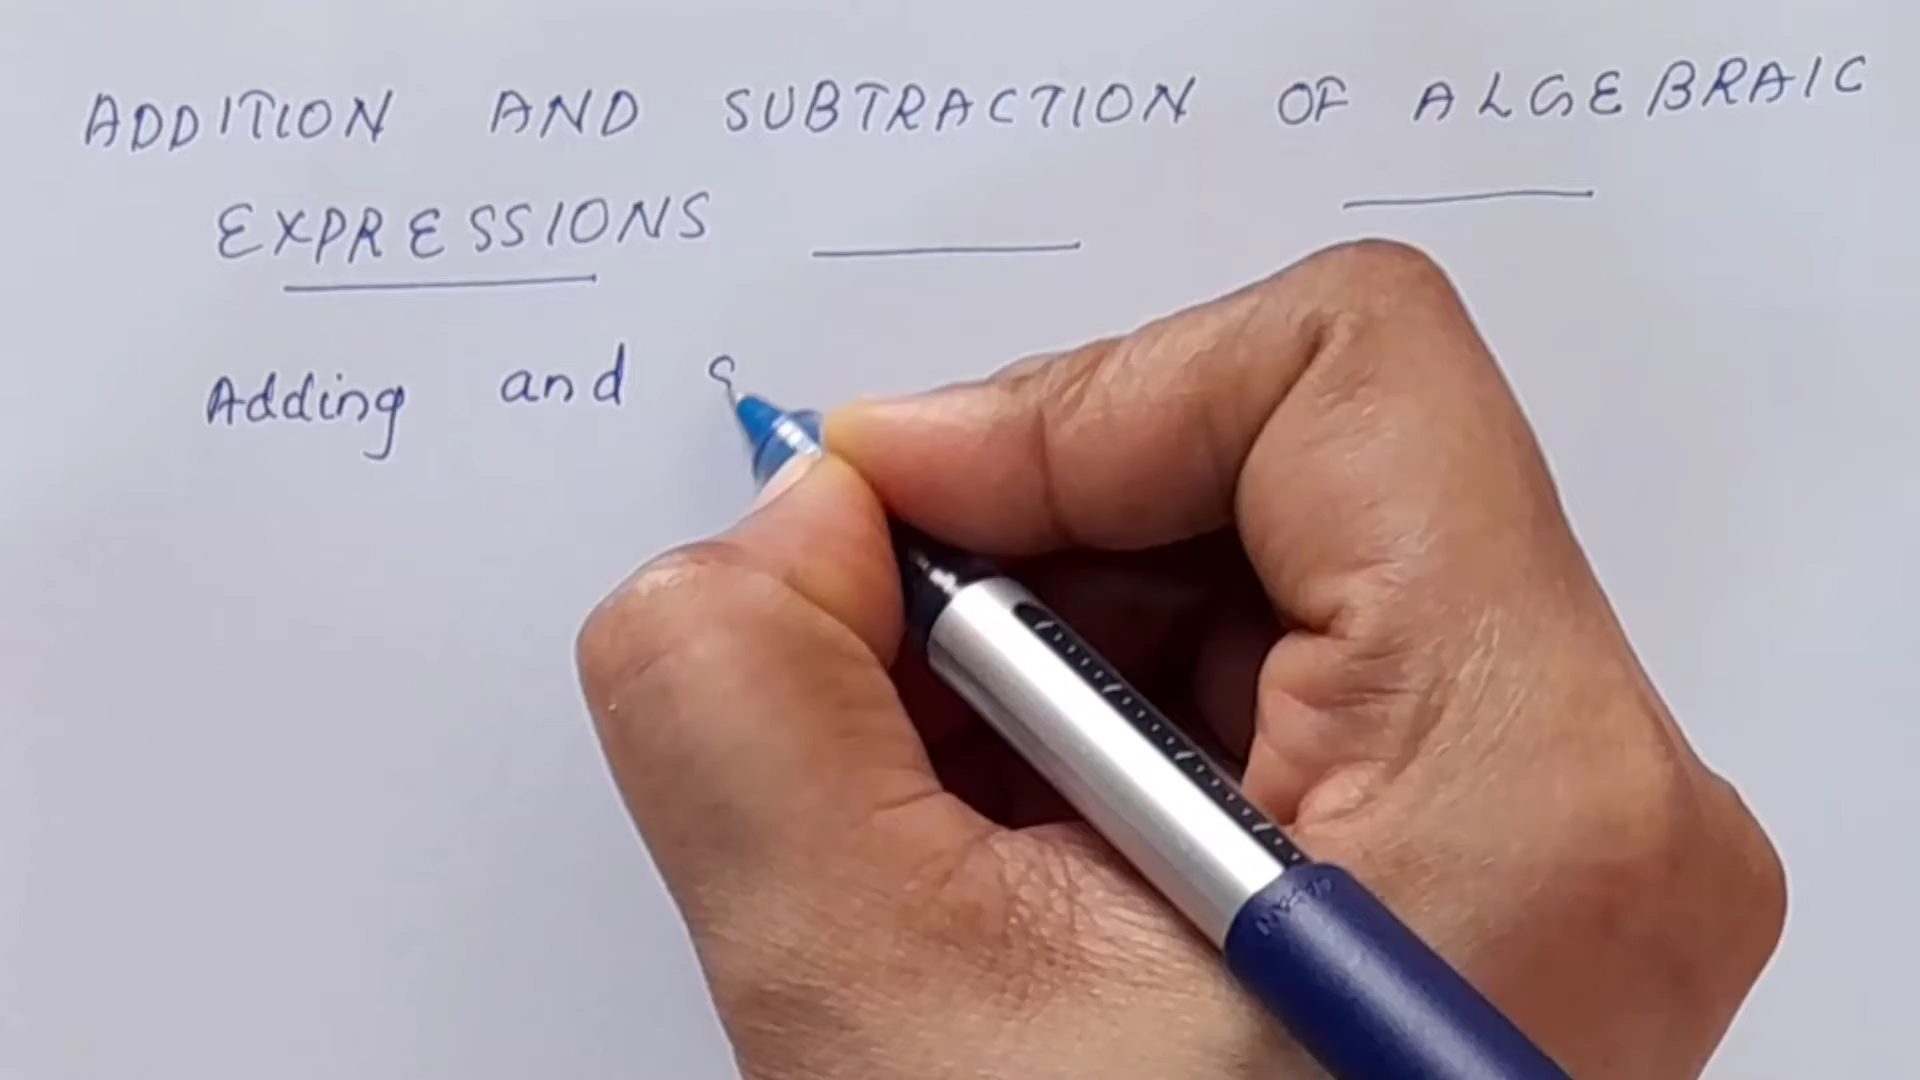 ADDITION AND SUBTRACTION OF ALGEBRAIC
EXPRESSIONS
Adding and S